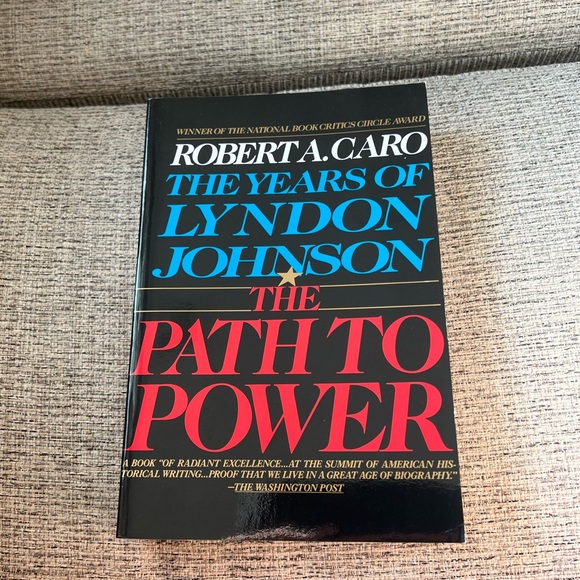 WINNER OF THE NATIONAL BOOK CRITICS CIRCLE AWARD
ROBERT A. CARO
THE YEARS OF
LYNDON
JOHNSON
THE
PATH TO
POWER
A BOOK "OF RADIANT EXCELLENCE...AT THE SUMMIT OF AMERICAN HIS-
TORICAL WRITING...PROOF THAT WE LIVE IN A GREAT AGE OF BIOGRAPHY."
—THE WASHINGTON POST